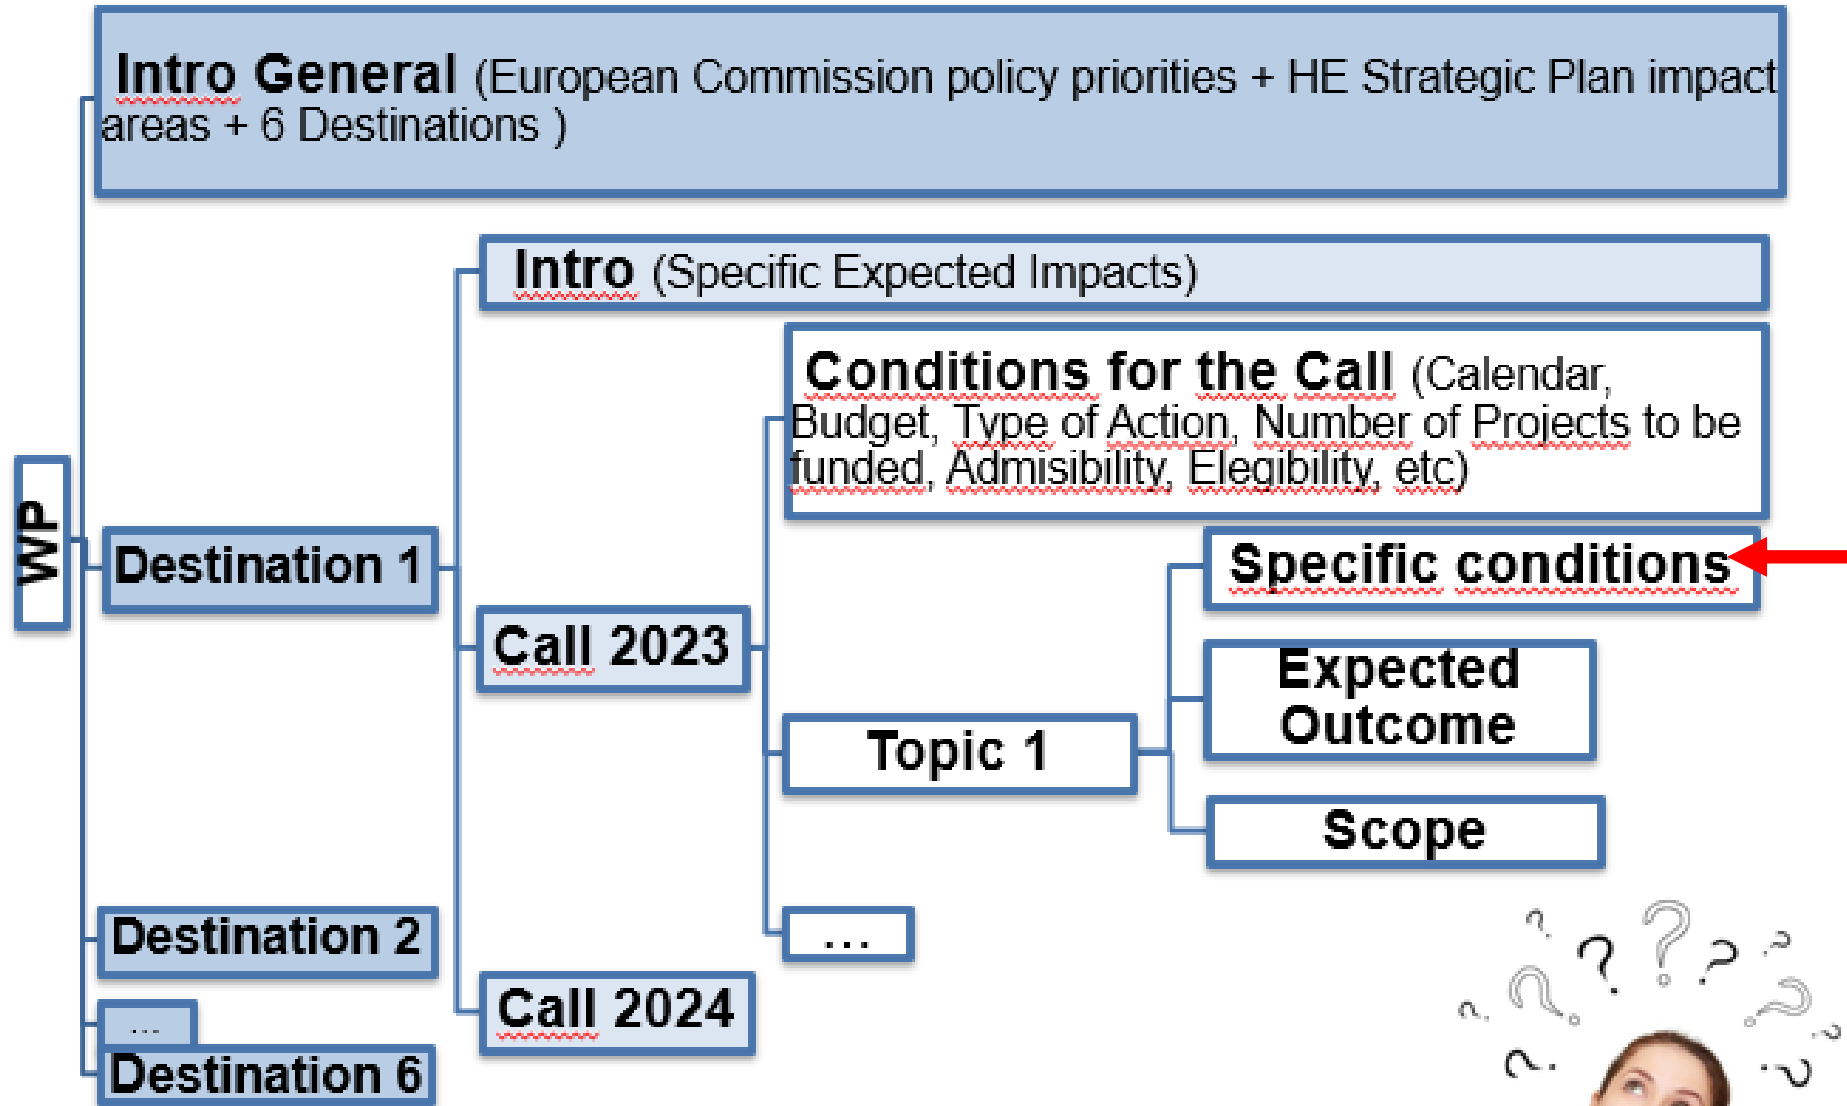 Intro General (European Commission policy priorities + HE Strategic Plan impact
areas + 6 Destinations )
Intro (Specific Expected Impacts)
Conditions for the Call (Calendar,
Budget, Type of Action, Number of Projects to be
funded, Admisibility, Elegibility, etc)
WP
Destination 1
Specific conditions
Call 2023
Expected
Outcome
Topic 1
Scope
Destination 2
...
Call 2024
...
Destination 6
? ? ? ? ? ? ? ? ? ? ?